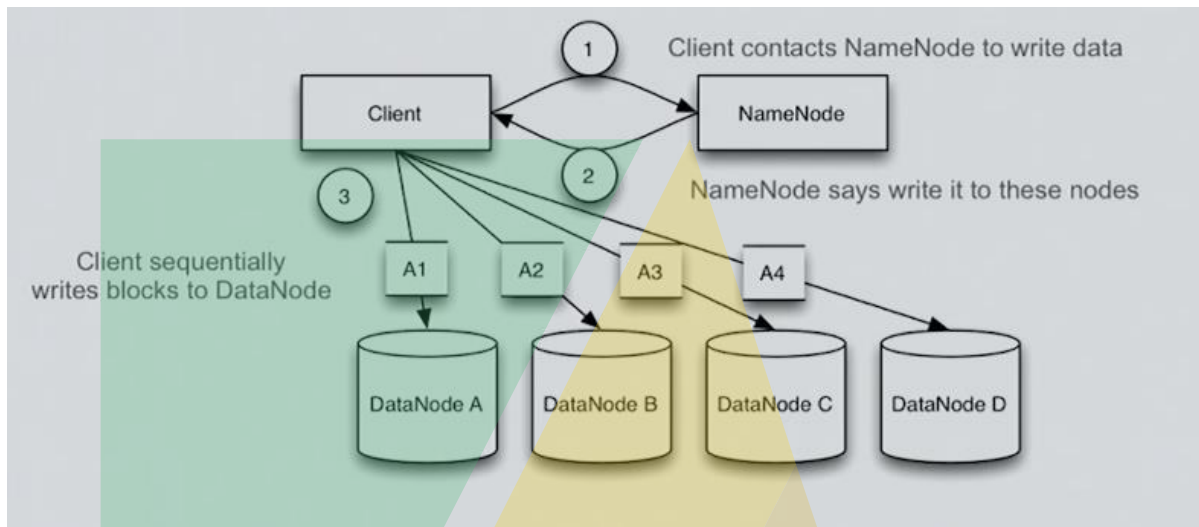 1
Client contacts NameNode to write data
Client
NameNode
2
NameNode says write it to these nodes
3
Client sequentially
writes blocks to DataNode
A1
A2
A3
A4
DataNode A
DataNode B
DataNode C
DataNode D